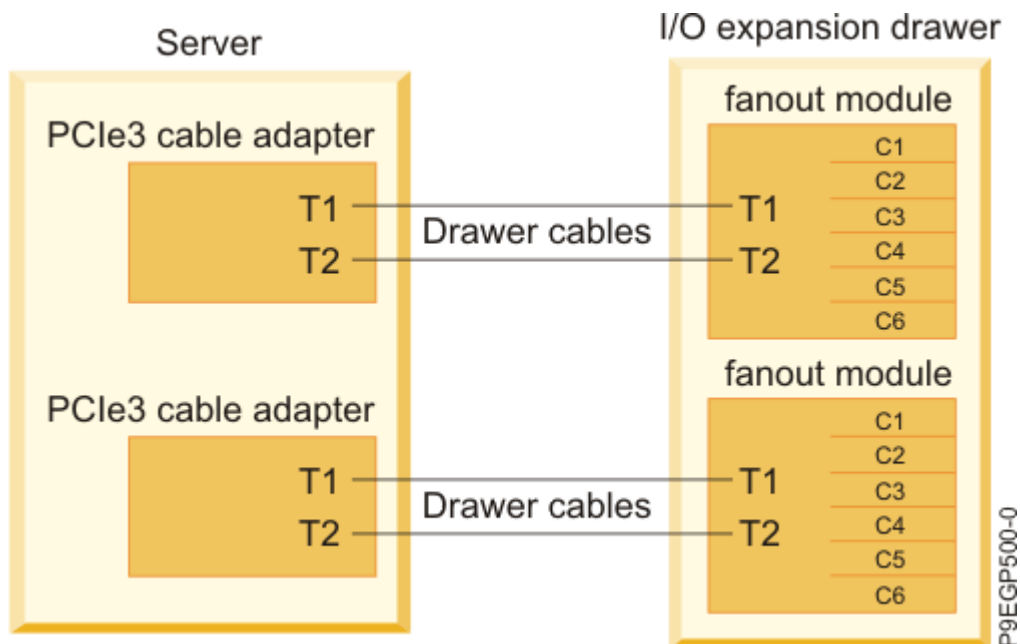 Server
PCIe3 cable adapter
T1
T2
PCIe3 cable adapter
T1
T2
Drawer cables
Drawer cables
I/O expansion drawer
fanout module
T1
T2
C1
C2
C3
C4
C5
C6
fanout module
T1
T2
C1
C2
C3
C4
C5
C6
P9EGP500-0